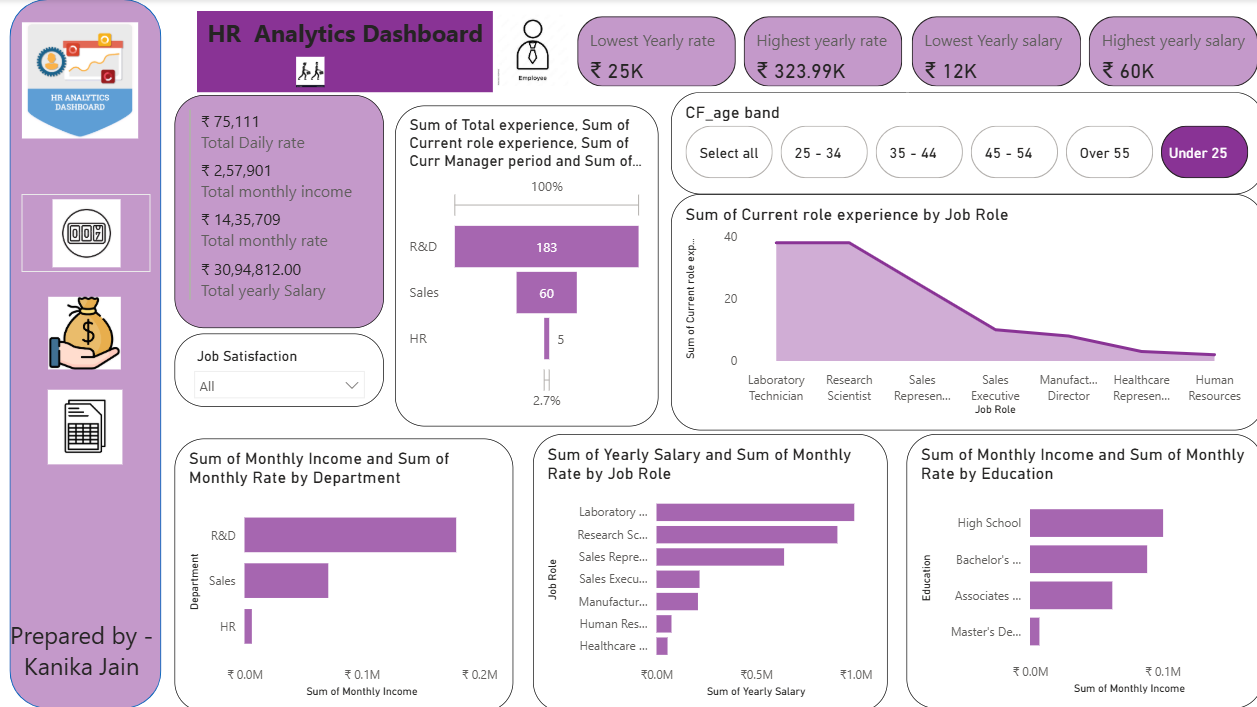 HR ANALYTICS
DASHBOARD
Prepared by -
Kanika Jain
HR Analytics Dashboard
Employee
Lowest Yearly rate
₹ 25K
Highest yearly rate
₹ 323.99K
Lowest Yearly salary
₹ 12K
Highest yearly salary
₹ 60K
₹ 75,111
Total Daily rate
₹ 2,57,901
Total monthly income
₹ 14,35,709
Total monthly rate
₹ 30,94,812.00
Total yearly Salary
Job Satisfaction
All
Sum of Total experience, Sum of
Current role experience, Sum of
Curr Manager period and Sum of...
100%
R&D 183
Sales 60
HR 5
2.7%
CF_age band
Select all
25 - 34
35 - 44
45 - 54
Over 55
Under 25
Sum of Current role experience by Job Role
Sum of Current role exp...
40
20
0
Laboratory
Technician
Research
Scientist
Sales
Represen...
Sales
Executive
Manufact...
Director
Healthcare
Represen...
Human
Resources
Job Role
Sum of Monthly Income and Sum of
Monthly Rate by Department
Department
R&D
Sales
HR
₹ 0.0M ₹ 0.1M ₹ 0.2M
Sum of Monthly Income
Sum of Yearly Salary and Sum of Monthly
Rate by Job Role
Job Role
Laboratory ...
Research Sc...
Sales Repre...
Sales Execu...
Manufactur...
Human Res...
Healthcare ...
₹0.0M ₹0.5M ₹1.0M
Sum of Yearly Salary
Sum of Monthly Income and Sum of Monthly
Rate by Education
Education
High School
Bachelor's ...
Associates ...
Master's De...
₹ 0.0M ₹ 0.1M
Sum of Monthly Income